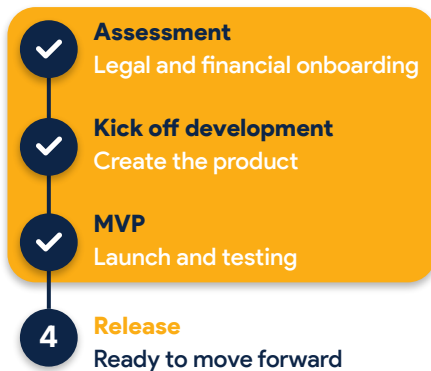 Assessment
Legal and financial onboarding
Kick off development
Create the product
MVP
Launch and testing
4
Release
Ready to move forward